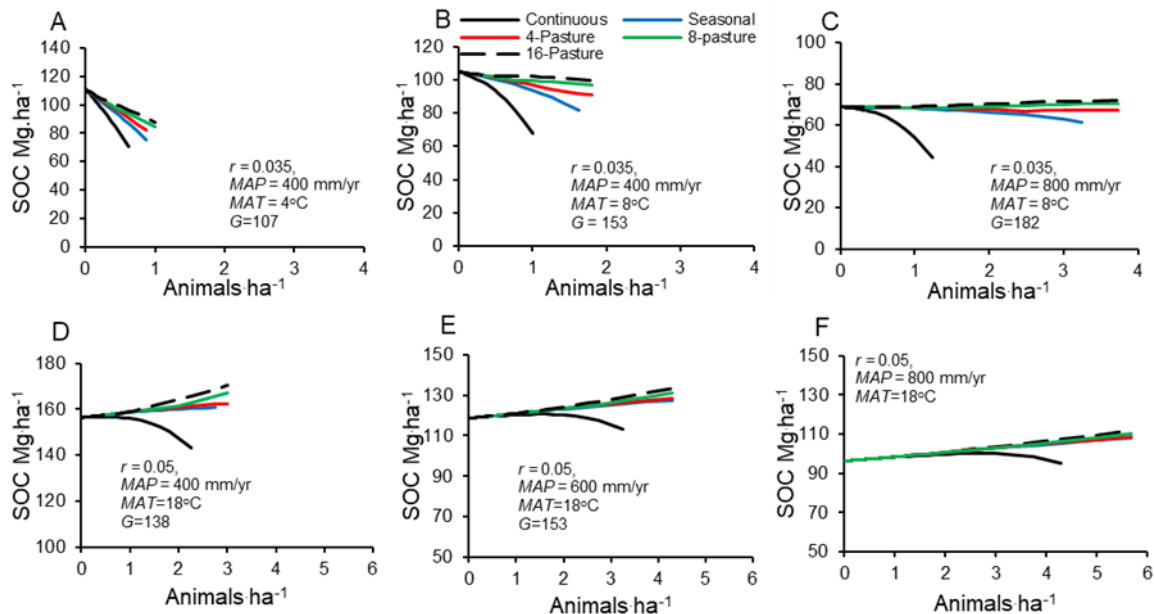 A
SOC Mg.ha-1
140
120
100
80
60
40
20
0
0 1 2 3 4
Animals·ha-1
r = 0.035,
MAP = 400 mm/yr
MAT = 4°C
G=107
B
Continuous
Seasonal
4-Pasture
8-pasture
16-Pasture
SOC Mg·ha-1
120
100
80
60
40
20
0
0 1 2 3 4
Animals·ha-1
r = 0.035,
MAP = 400 mm/yr
MAT = 8°C
G = 153
C
SOC Mg·ha-1
100
80
60
40
20
0
0 1 2 3 4
Animals·ha-1
r = 0.035,
MAP = 800 mm/yr
MAT = 8°C
G=182
D
SOC Mg·ha-1
180
160
140
120
100
0 1 2 3 4 5 6
Animals·ha-1
r = 0.05,
MAP = 400 mm/yr
MAT=18°C
G=138
E
SOC Mg·ha-1
150
130
110
90
70
50
0 1 2 3 4 5 6
Animals·ha-1
r = 0.05,
MAP = 600 mm/yr
MAT=18°C
G=153
F
SOC Mg·ha-1
150
130
110
90
70
50
0 1 2 3 4 5 6
Animals·ha-1
r = 0.05,
MAP = 800 mm/yr
MAT=18°C